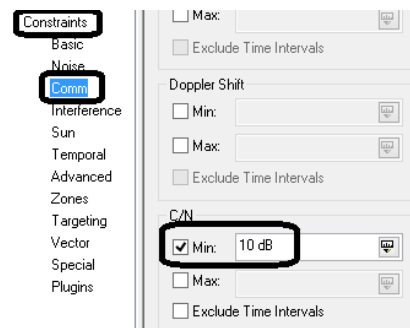 Constraints
Basic
Noise
Comm
Interference
Sun
Temporal
Advanced
Zones
Targeting
Vector
Special
Plugins
Max:
Exclude Time Intervals
Doppler Shift
Min:
Max:
Exclude Time Intervals
C/N
Min: 10 dB
Max:
Exclude Time Intervals